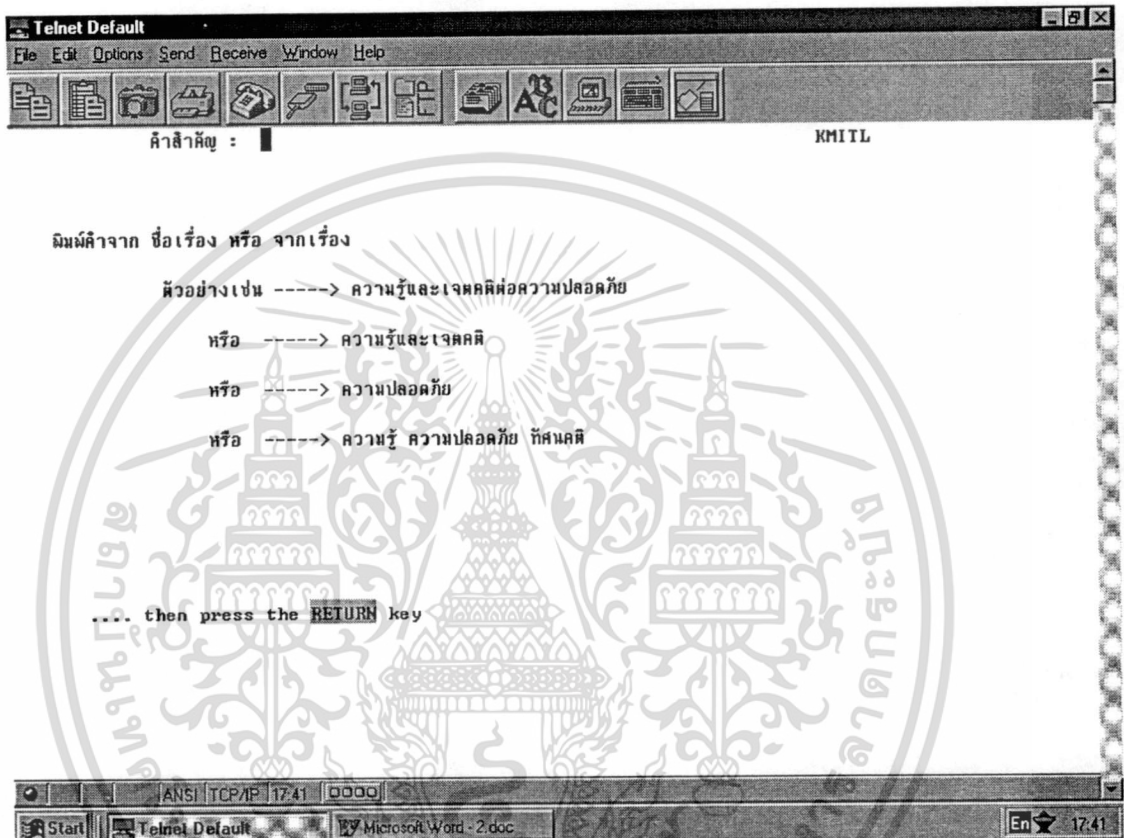 Telnet Default
File Edit Options Send Receive Window Help
คำสำคัญ : KMITL
พิมพ์คำจาก ชื่อเรื่อง หรือ จากเรื่อง
ตัวอย่างเช่น -----> ความรู้และเจตคติต่อความปลอดภัย
หรือ -----> ความรู้และเจตคติ
หรือ -----> ความปลอดภัย
หรือ -----> ความรู้ ความปลอดภัย ทัศนคติ
.... then press the RETURN key
ANSI TCP/IP 17:41
Start Telnet Default Microsoft Word - 2.doc En 17:41